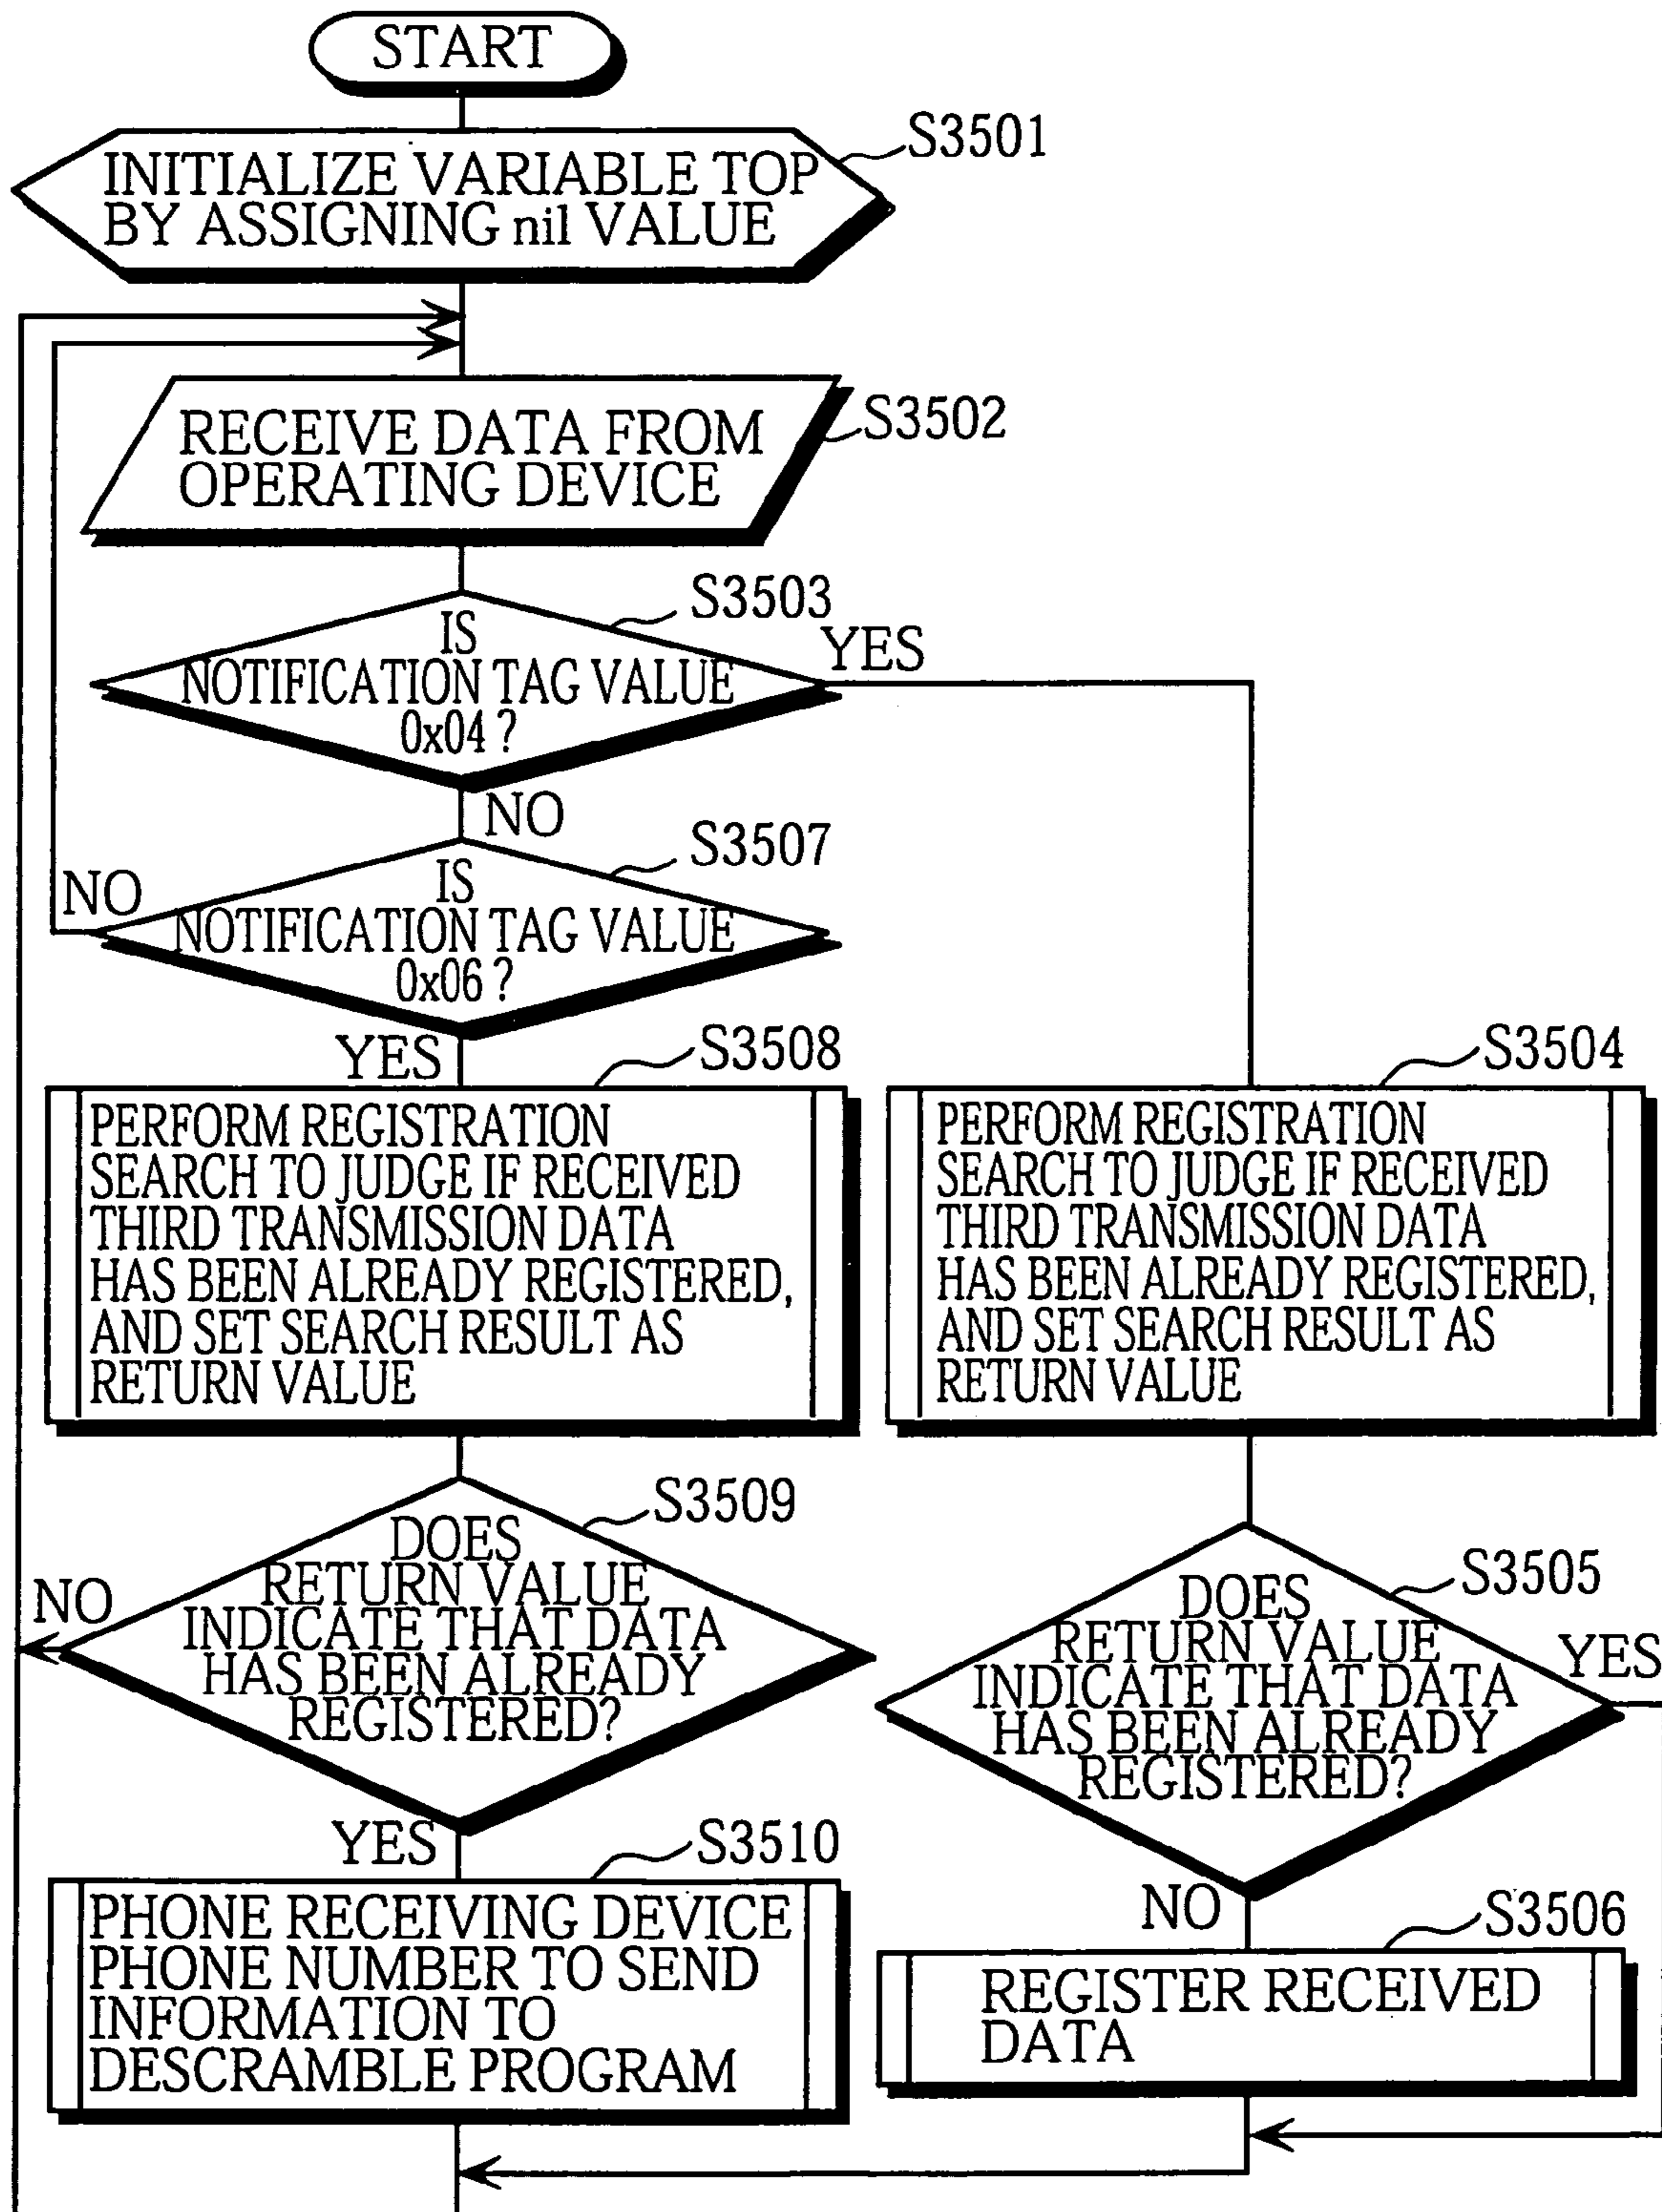 START
S3501
INITIALIZE VARIABLE TOP
BY ASSIGNING nil VALUE
RECEIVE DATA FROM
OPERATING DEVICE
S3502
S3503
IS
NOTIFICATION TAG VALUE
0x04 ?
YES
NO
S3507
IS
NOTIFICATION TAG VALUE
0x06 ?
NO
YES
S3508
PERFORM REGISTRATION
SEARCH TO JUDGE IF RECEIVED
THIRD TRANSMISSION DATA
HAS BEEN ALREADY REGISTERED,
AND SET SEARCH RESULT AS
RETURN VALUE
S3504
PERFORM REGISTRATION
SEARCH TO JUDGE IF RECEIVED
THIRD TRANSMISSION DATA
HAS BEEN ALREADY REGISTERED,
AND SET SEARCH RESULT AS
RETURN VALUE
S3509
DOES
RETURN VALUE
INDICATE THAT DATA
HAS BEEN ALREADY
REGISTERED?
NO
YES
S3505
DOES
RETURN VALUE
INDICATE THAT DATA
HAS BEEN ALREADY
REGISTERED?
YES
NO
S3510
PHONE RECEIVING DEVICE
PHONE NUMBER TO SEND
INFORMATION TO
DESCRAMBLE PROGRAM
S3506
REGISTER RECEIVED
DATA